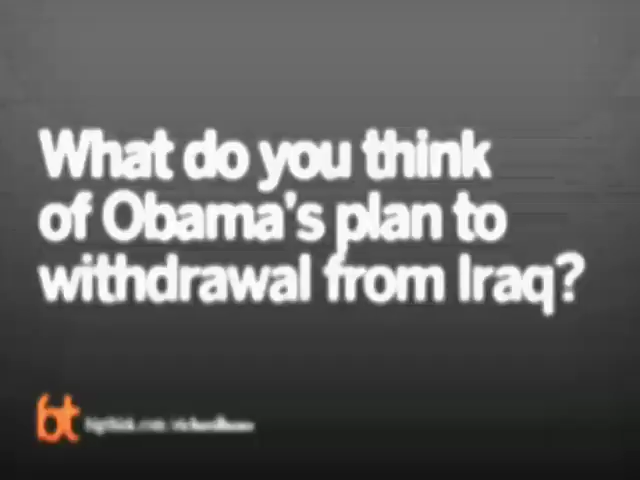 What do you think
of Obama's plan to
withdrawal from Iraq?
bt